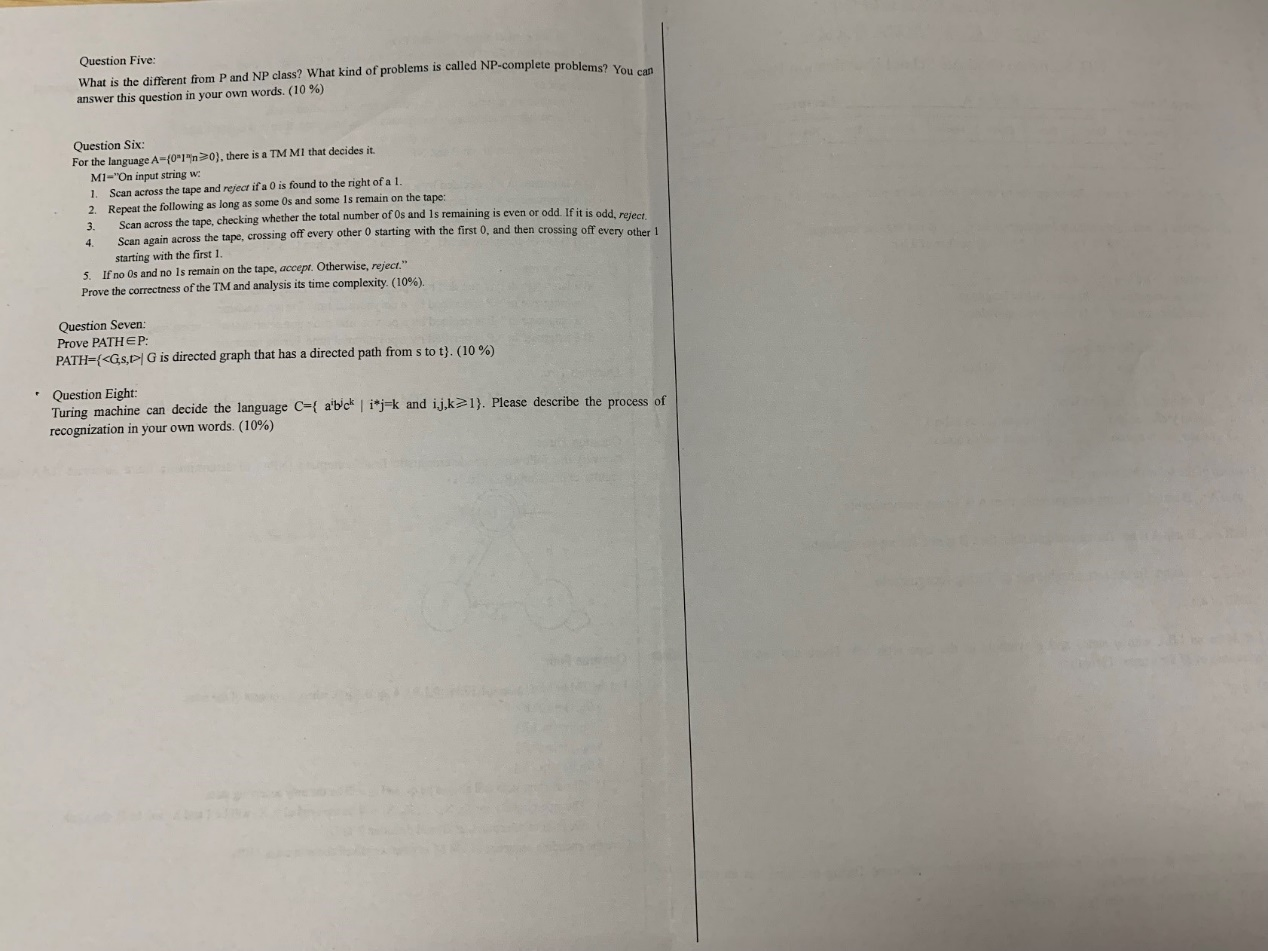 Question Five:
What is the different from P and NP class? What kind of problems is called NP-complete problems? You can
answer this question in your own words. (10 %)
Question Six:
For the language A={0ⁿ1ⁿ|n≥0}, there is a TM M1 that decides it.
M1="On input string w:
1. Scan across the tape and reject if a 0 is found to the right of a 1.
2. Repeat the following as long as some 0s and some 1s remain on the tape:
3. Scan across the tape, checking whether the total number of 0s and 1s remaining is even or odd. If it is odd, reject.
4. Scan again across the tape, crossing off every other 0 starting with the first 0, and then crossing off every other 1
starting with the first 1.
5. If no 0s and no 1s remain on the tape, accept. Otherwise, reject."
Prove the correctness of the TM and analysis its time complexity. (10%).
Question Seven:
Prove PATH∈P:
PATH={<G,s,t>| G is directed graph that has a directed path from s to t}. (10 %)
Question Eight:
Turing machine can decide the language C={ aⁱbʲcᵏ | i*j=k and i,j,k≥1}. Please describe the process of
recognization in your own words. (10%)